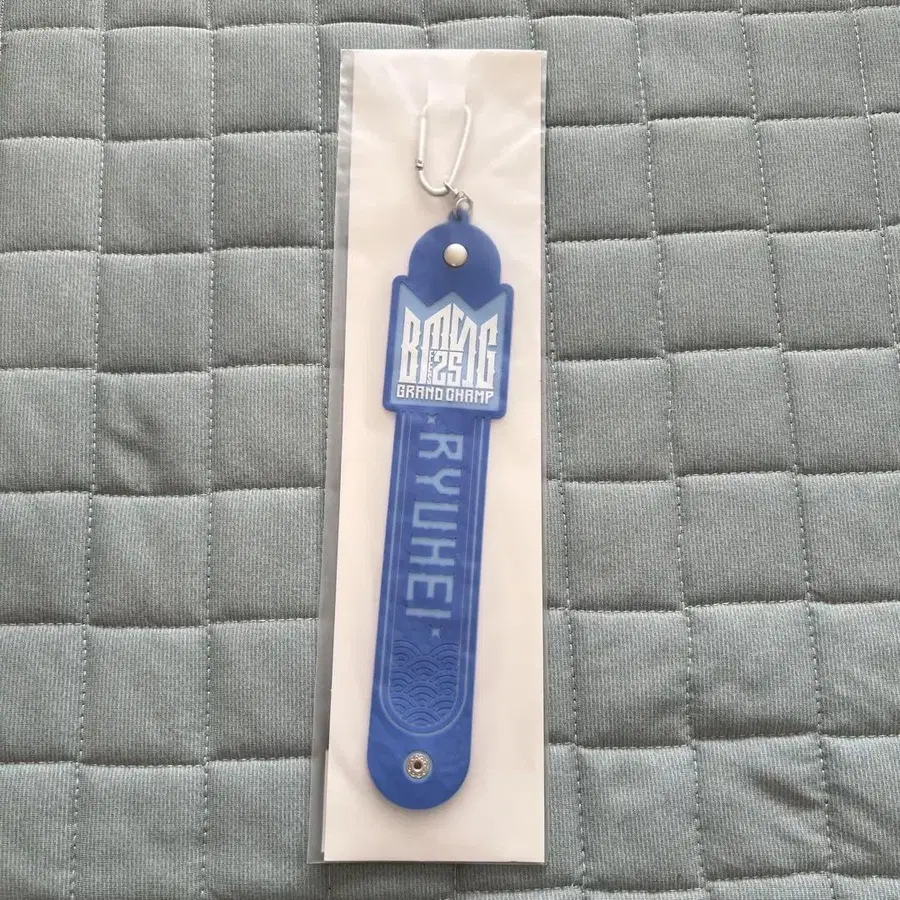 BMSG
25
GRAND CHAMP
RYUHEI